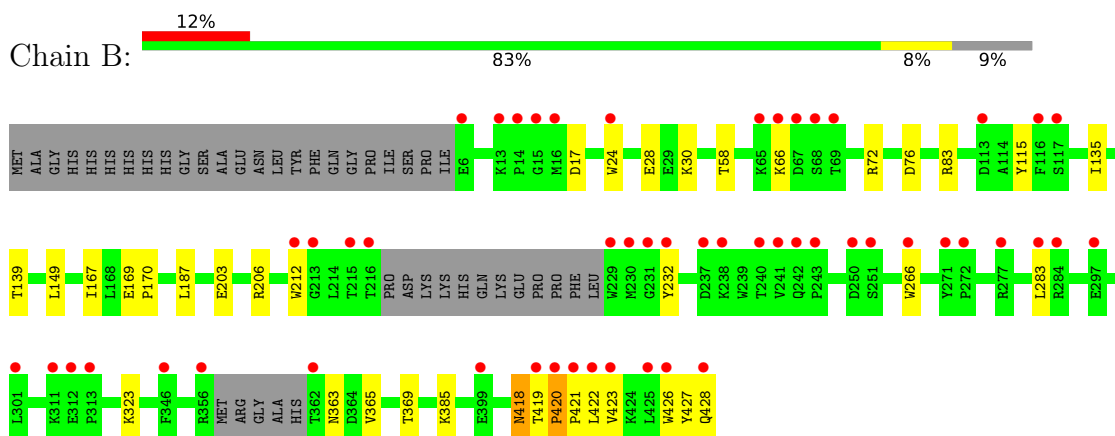 12%
Chain B:
83% 8% 9%
MET ALA GLY HIS HIS HIS HIS HIS HIS GLY SER ALA GLU ASN LEU TYR PHE GLN GLY PRO ILE SER PRO ILE E6 K13 P14 G15 M16 D17 W24 E28 E29 K30 T58 K65 K66 D67 S68 T69 R72 D76 R83 D113 A114 Y115 F116 S117 I135
T139 L149 I167 L168 E169 P170 L187 E203 R206 W212 G213 L214 T215 T216 PRO ASP LYS LYS HIS GLN LYS GLU PRO PRO PHE LEU W229 M230 G231 Y232 D237 K238 W239 T240 V241 Q242 P243 D250 S251 W266 Y271 P272 R277 L283 R284 E297
L301 K311 E312 P313 K323 F346 R356 MET ARG GLY ALA HIS T362 N363 D364 V365 T369 K385 E399 N418 T419 P420 P421 L422 V423 K424 L425 W426 Y427 Q428